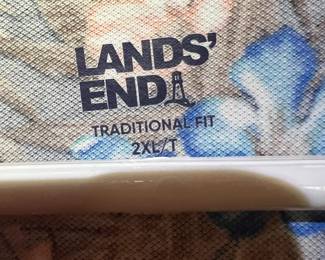 LANDS'
END
TRADITIONAL FIT
2XL/T